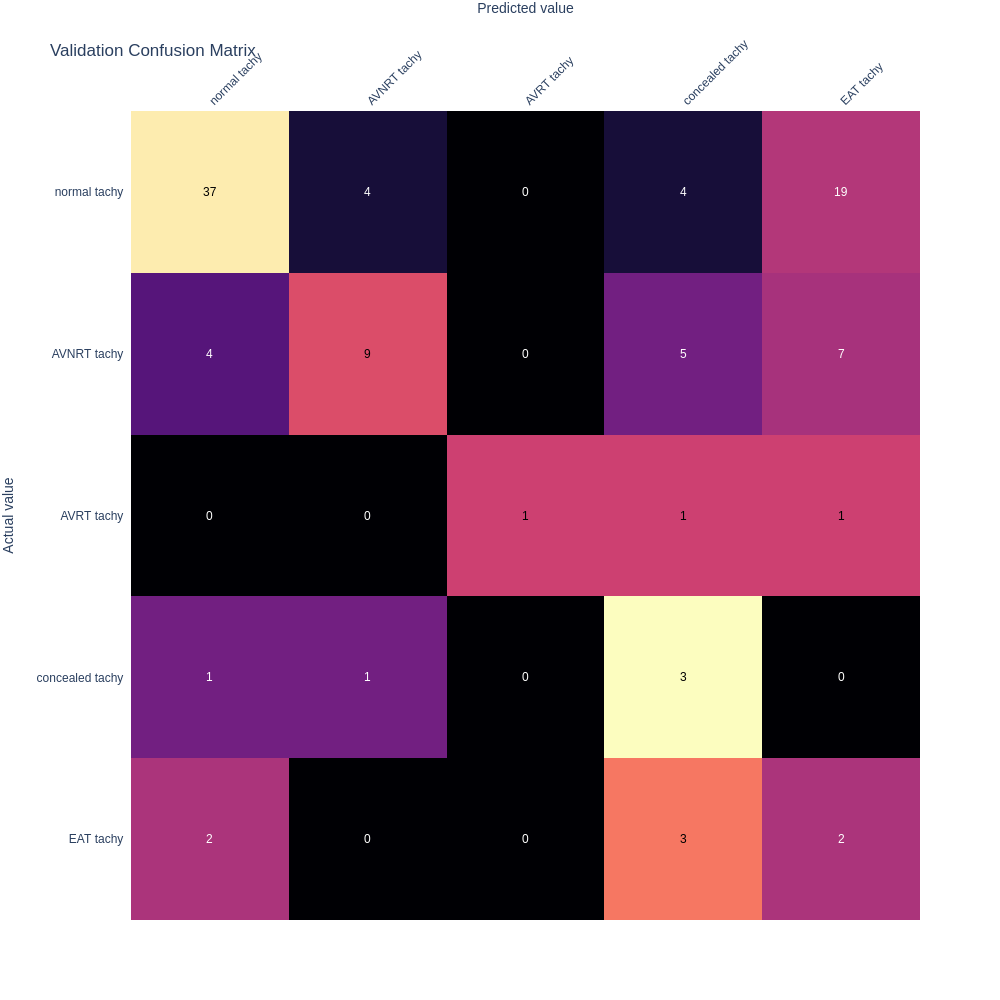 Predicted value
Validation Confusion Matrix
normal tachy AVNRT tachy AVRT tachy concealed tachy EAT tachy
normal tachy 37 4 0 4 19
AVNRT tachy 4 9 0 5 7
Actual value
AVRT tachy 0 0 1 1 1
concealed tachy 1 1 0 3 0
EAT tachy 2 0 0 3 2